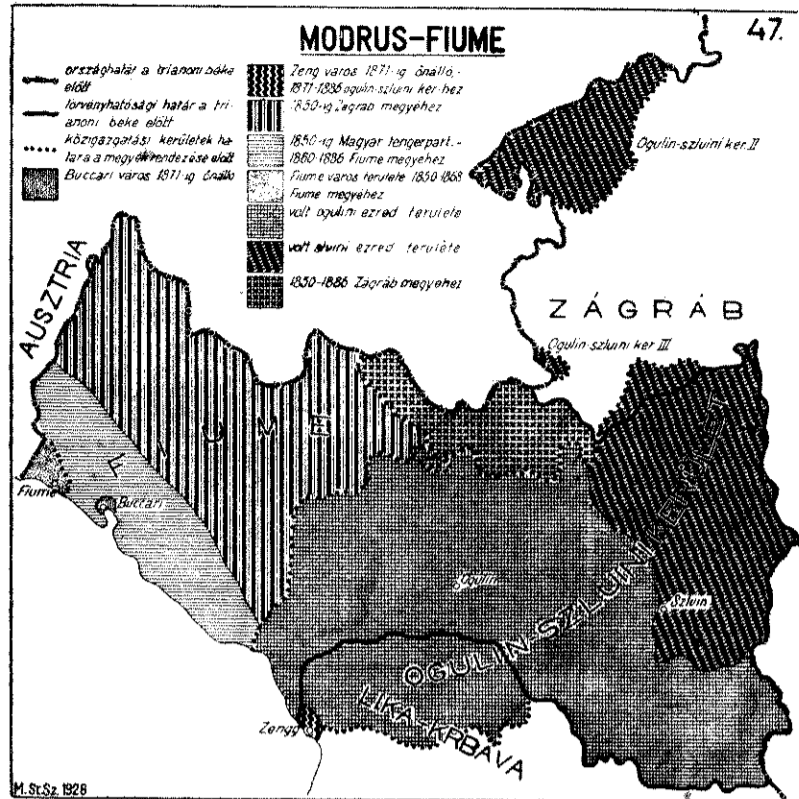 47.
MODRUS-FIUME
országhatár a trianoni béke
előtt
törvényhatósági határ a tri-
anoni béke előtt
közigazgatási kerületek ha-
tára a megyék rendezése előtt
Buccari város 1871-ig önálló
Zeng város 1871-ig önálló,-
1871-1886 ogulin-szluini ker-hez
1850-ig Zágráb megyéhez
1850-ig Magyar tengerpart.-
1860-1886 Fiume megyéhez
Fiume város területe 1850-1868
Fiume megyéhez
volt ogulini ezred területe
volt szluini ezred területe
1850-1886 Zágráb megyéhez
Ogulin-szluini ker. II
AUSZTRIA
ZÁGRÁB
Ogulin-szluini ker. III
FIUME
Fiume
Buccari
Ogulin
Szluin
OGULIN-SZLUINI
LIKA-KRBAVA
Zengg
M. St. Sz. 1928